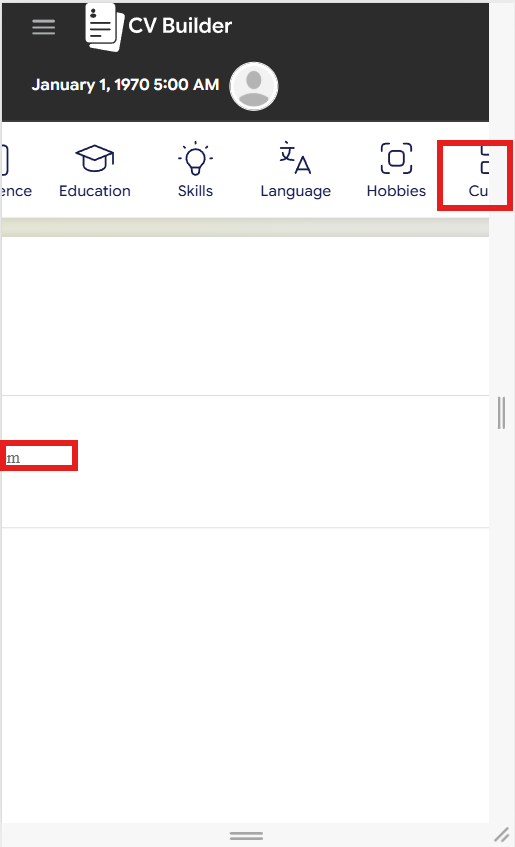 CV Builder
January 1, 1970 5:00 AM
ence Education Skills Language Hobbies Cu
m